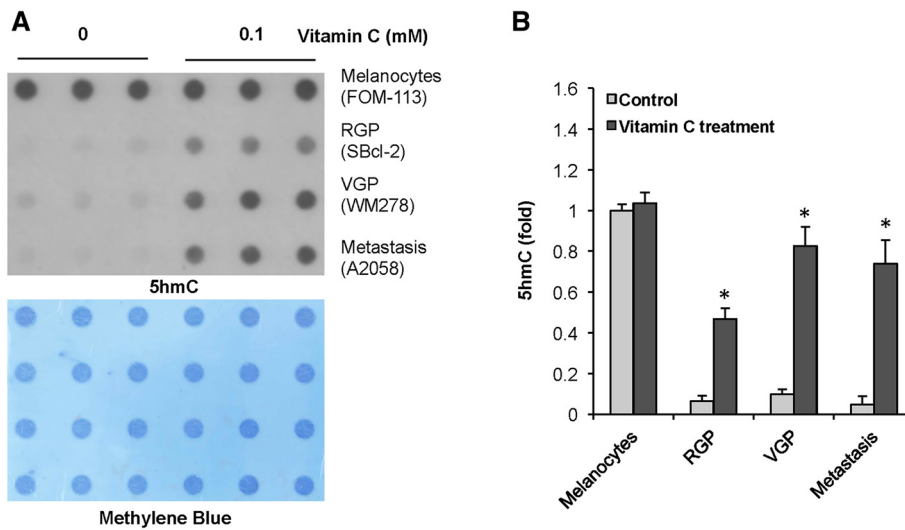 A
0
0.1
Vitamin C (mM)
Melanocytes
(FOM-113)
RGP
(SBcl-2)
VGP
(WM278)
Metastasis
(A2058)
5hmC
Methylene Blue
B
5hmC (fold)
1.6
1.4
1.2
1
0.8
0.6
0.4
0.2
0
Control
Vitamin C treatment
*
*
*
Melanocytes
RGP
VGP
Metastasis